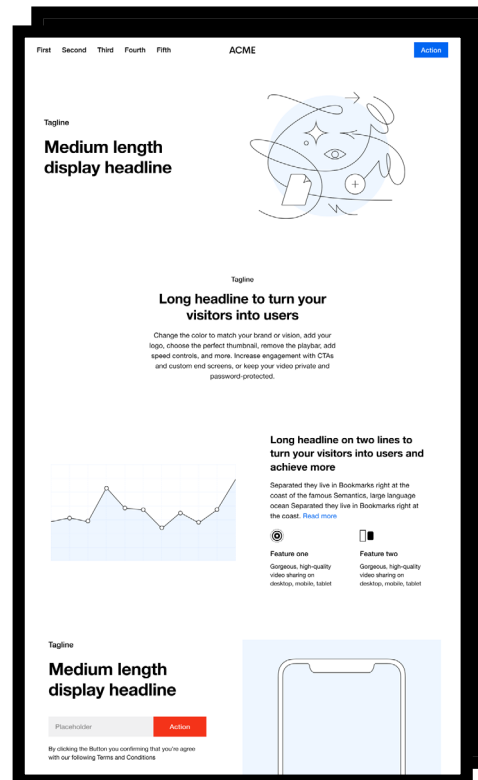 First Second Third Fourth Fifth ACME Action
Tagline
Medium length
display headline
Tagline
Long headline to turn your
visitors into users
Change the color to match your brand or vision, add your
logo, choose the perfect thumbnail, remove the playbar, add
speed controls, and more. Increase engagement with CTAs
and custom end screens, or keep your video private and
password-protected.
Long headline on two lines to
turn your visitors into users and
achieve more
Separated they live in Bookmarks right at the
coast of the famous Semantics, large language
ocean Separated they live in Bookmarks right at
the coast. Read more
Feature one
Gorgeous, high-quality
video sharing on
desktop, mobile, tablet
Feature two
Gorgeous, high-quality
video sharing on
desktop, mobile, tablet
Tagline
Medium length
display headline
Placeholder Action
By clicking the Button you confirming that you're agree
with our following Terms and Conditions